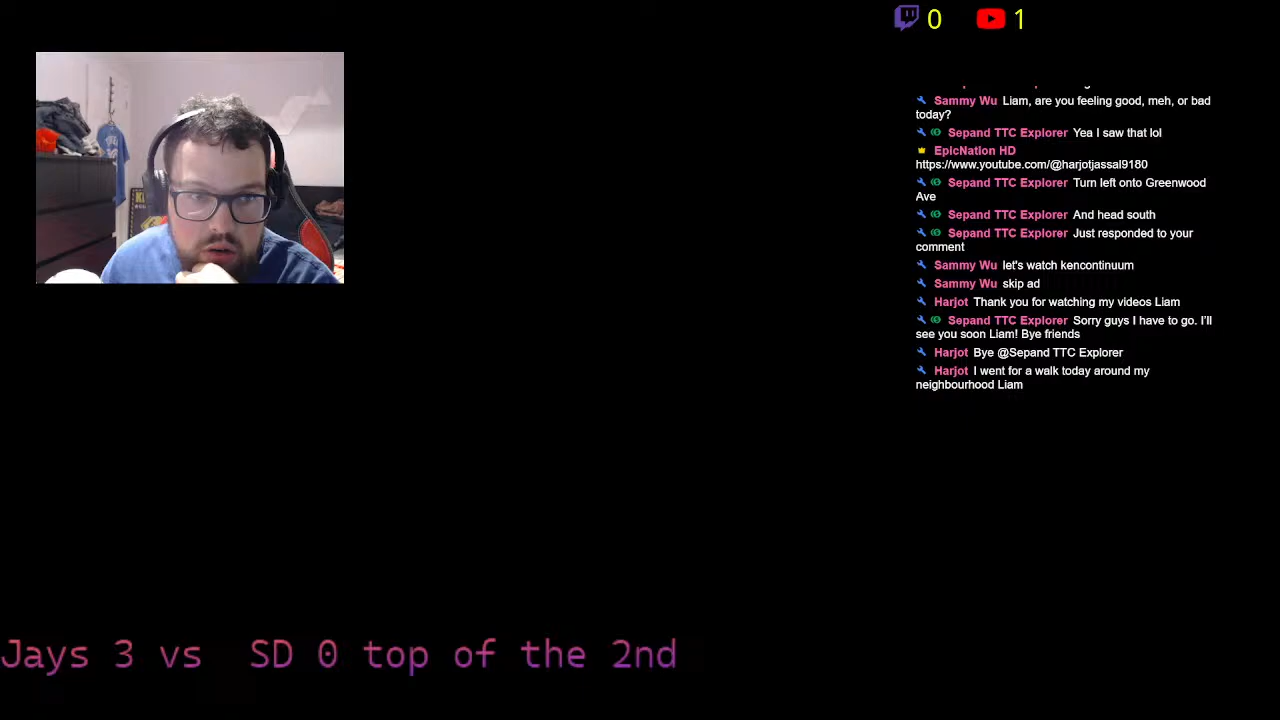 0 1
Sammy Wu Liam, are you feeling good, meh, or bad
today?
Sepand TTC Explorer Yea I saw that lol
EpicNation HD
https://www.youtube.com/@harjotjassal9180
Sepand TTC Explorer Turn left onto Greenwood
Ave
Sepand TTC Explorer And head south
Sepand TTC Explorer Just responded to your
comment
Sammy Wu let's watch kencontinuum
Sammy Wu skip ad
Harjot Thank you for watching my videos Liam
Sepand TTC Explorer Sorry guys I have to go. I'll
see you soon Liam! Bye friends
Harjot Bye @Sepand TTC Explorer
Harjot I went for a walk today around my
neighbourhood Liam
Jays 3 vs  SD 0 top of the 2nd